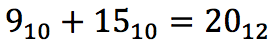 9₁₀ + 15₁₀ = 20₁₂